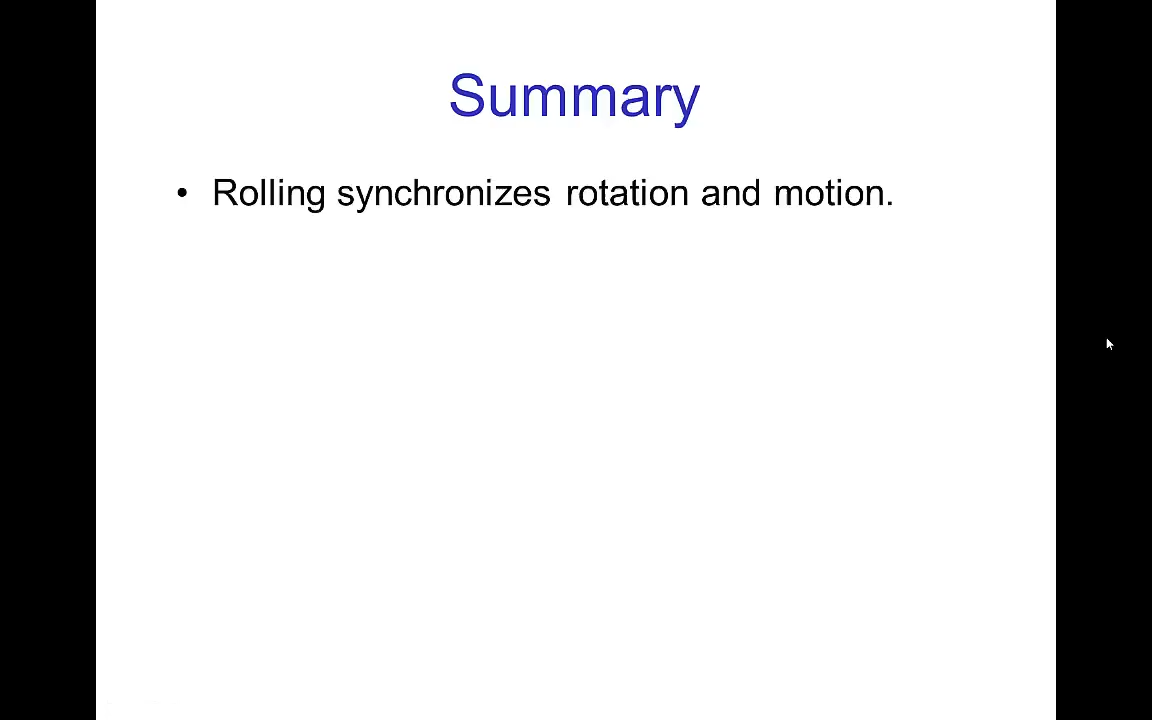 Summary
• Rolling synchronizes rotation and motion.